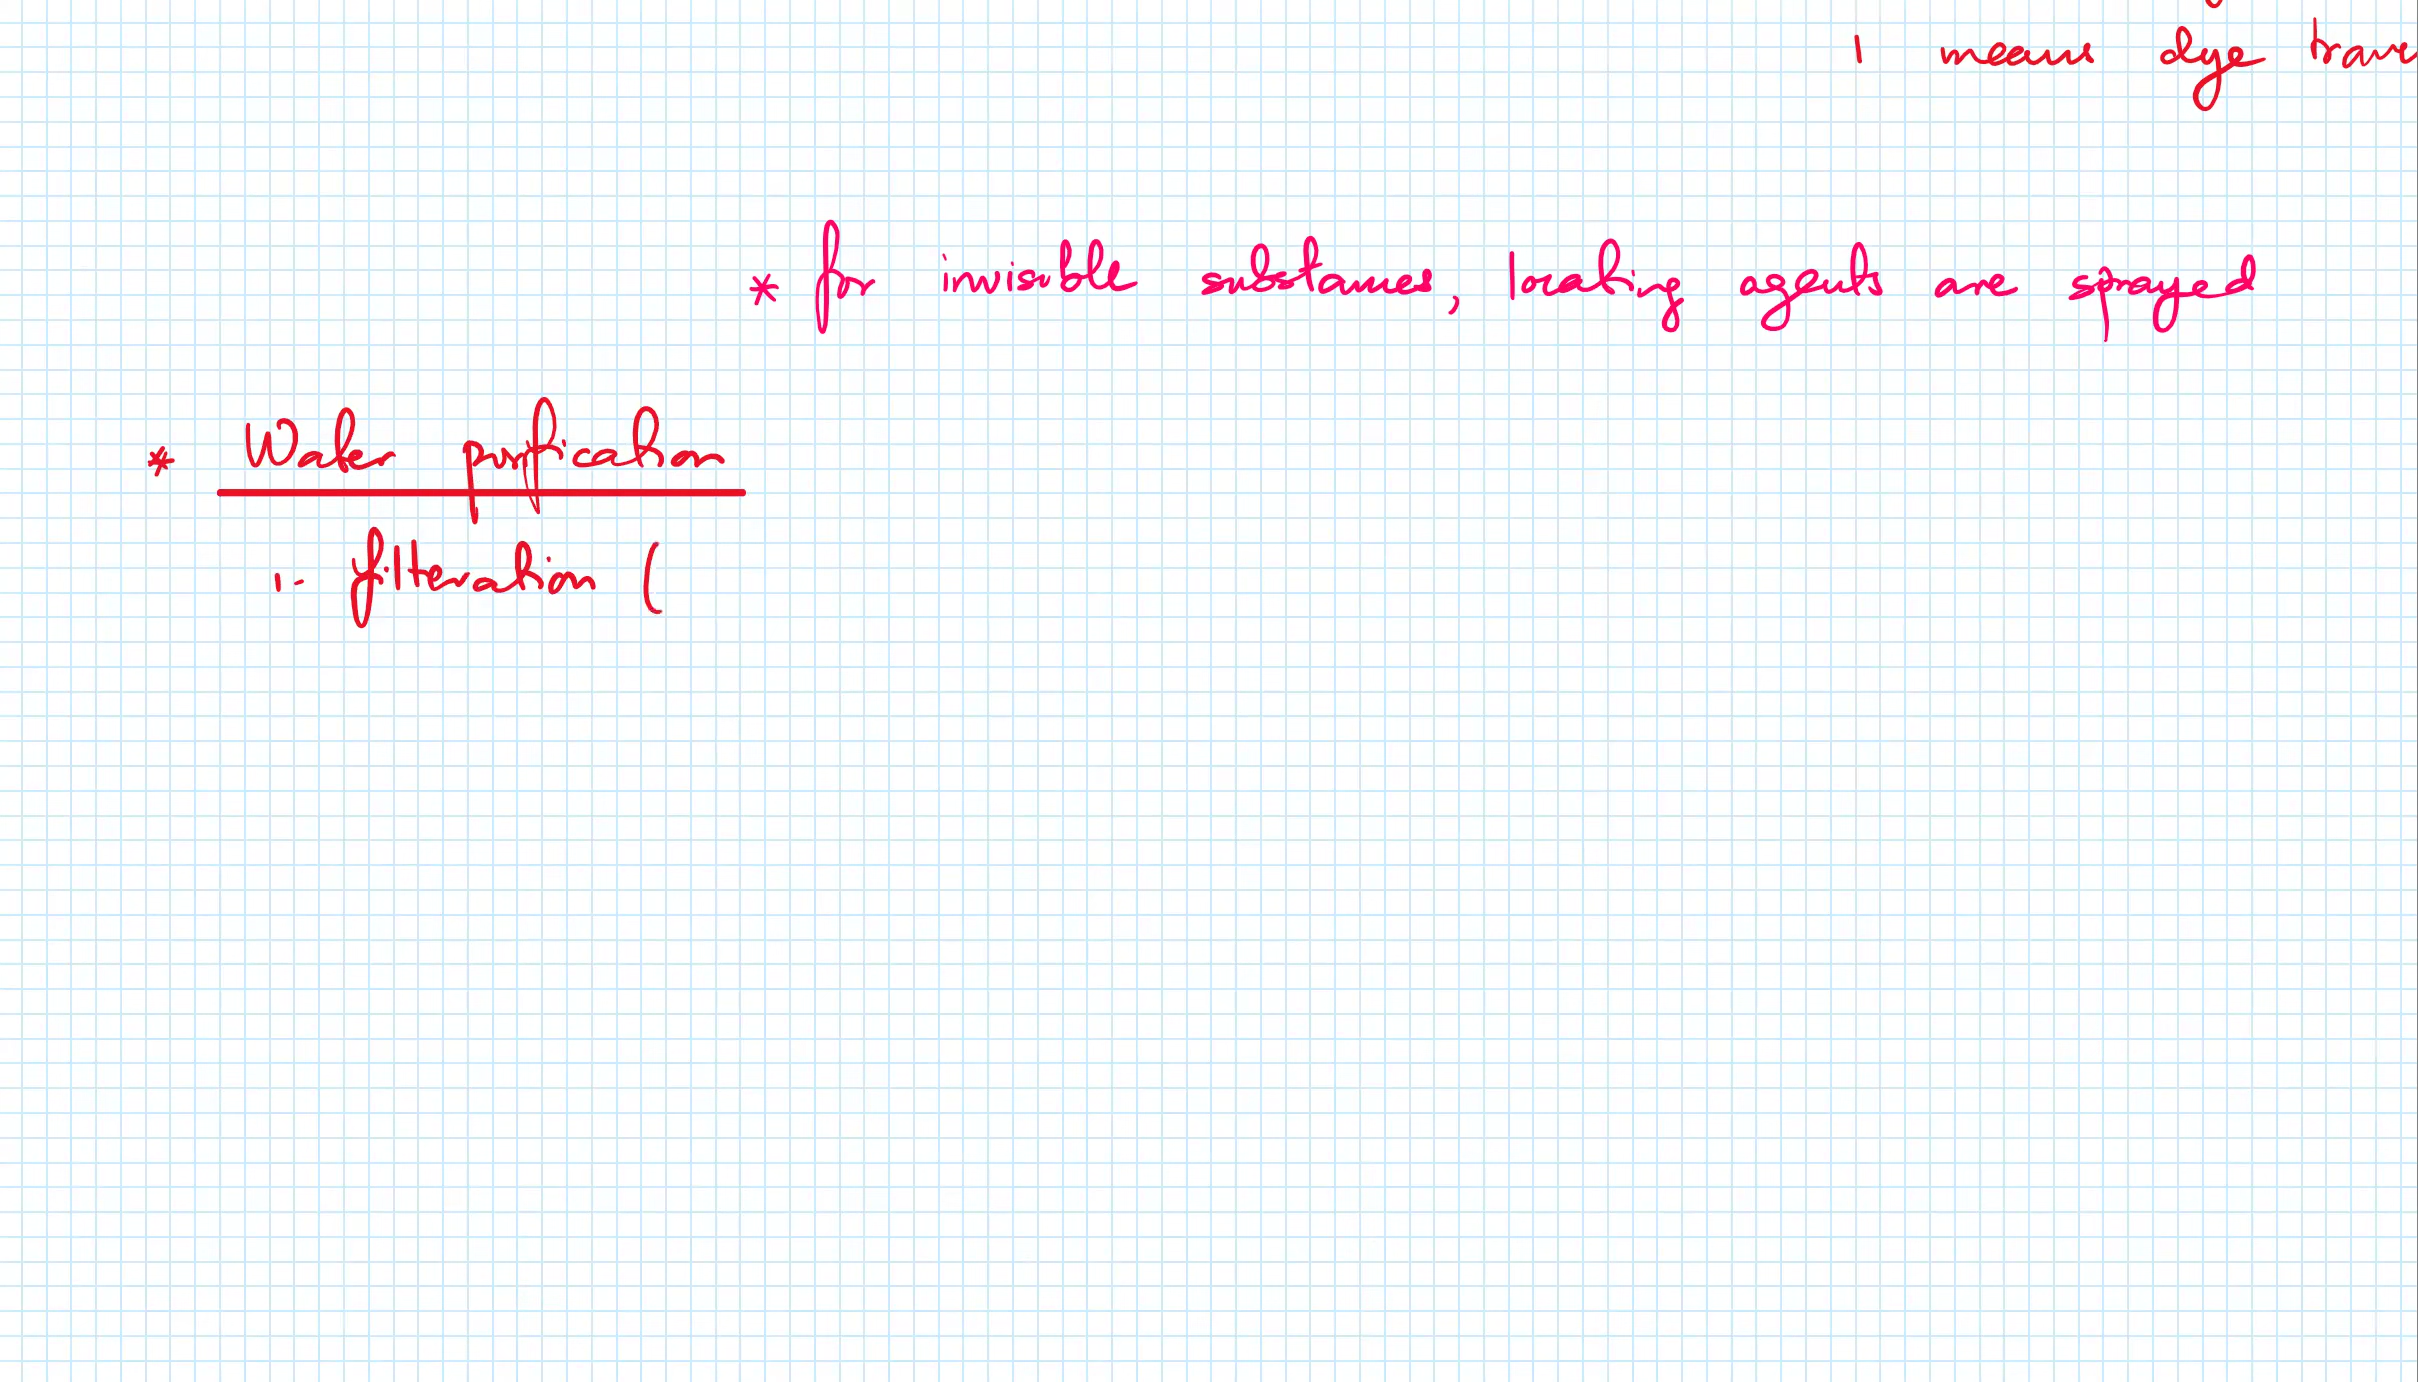 1 means dye trave
* for invisible substances, locating agents are sprayed
* Water purification
1- filteration (